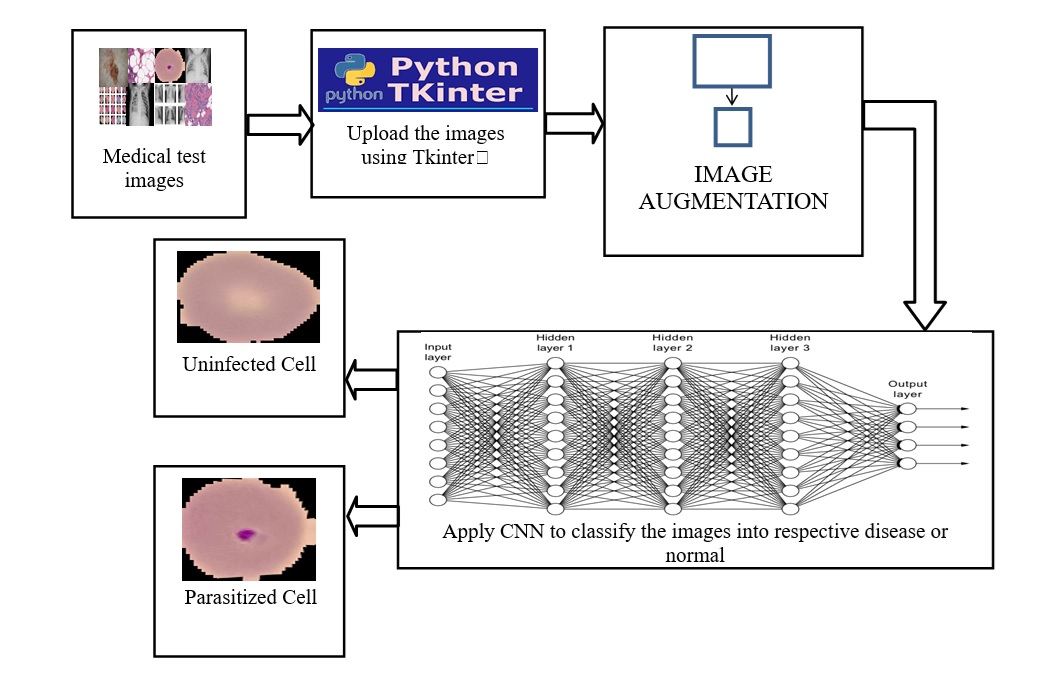 Medical test
images
Python
TKinter
python
Upload the images
using Tkinter□
IMAGE
AUGMENTATION
Uninfected Cell
Input
layer
Hidden
layer 1
Hidden
layer 2
Hidden
layer 3
Output
layer
Apply CNN to classify the images into respective disease or
normal
Parasitized Cell